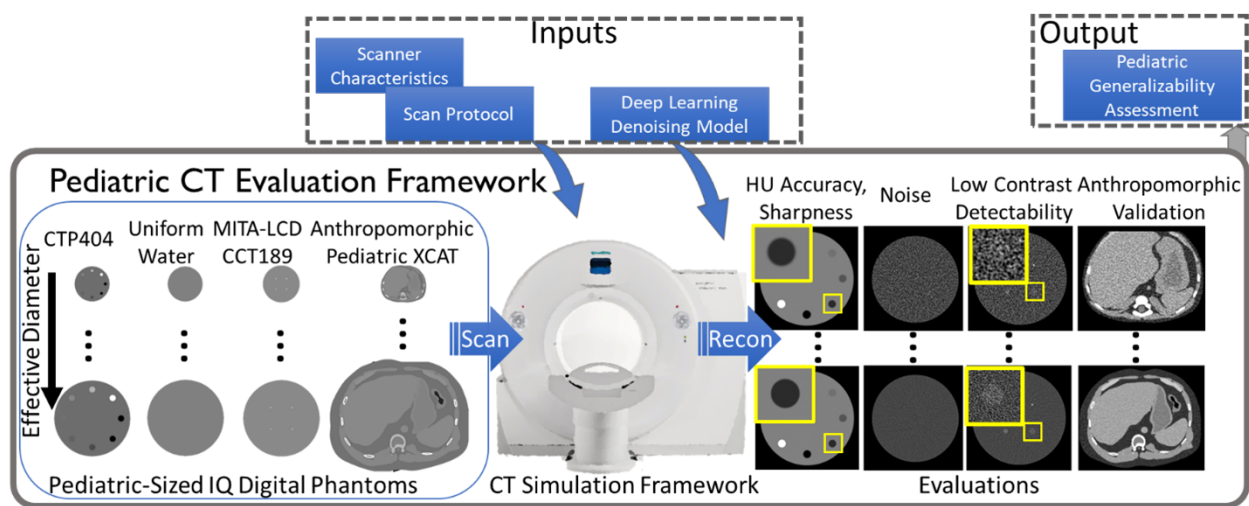 Inputs
Scanner
Characteristics
Scan Protocol
Deep Learning
Denoising Model
Output
Pediatric
Generalizability
Assessment
Pediatric CT Evaluation Framework
CTP404
Uniform
Water
MITA-LCD
CCT189
Anthropomorphic
Pediatric XCAT
Effective Diameter
Pediatric-Sized IQ Digital Phantoms
Scan
CT Simulation Framework
Recon
HU Accuracy,
Sharpness
Noise
Low Contrast
Detectability
Anthropomorphic
Validation
Evaluations